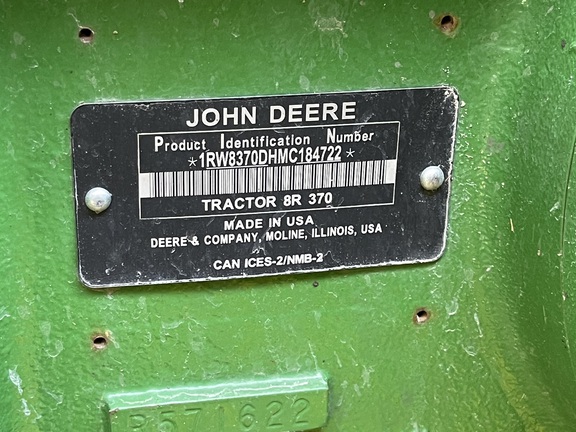 JOHN DEERE
Product Identification Number
*1RW8370DHMC184722*
TRACTOR 8R 370
MADE IN USA
DEERE & COMPANY, MOLINE, ILLINOIS, USA
CAN ICES-2/NMB-2
R571622